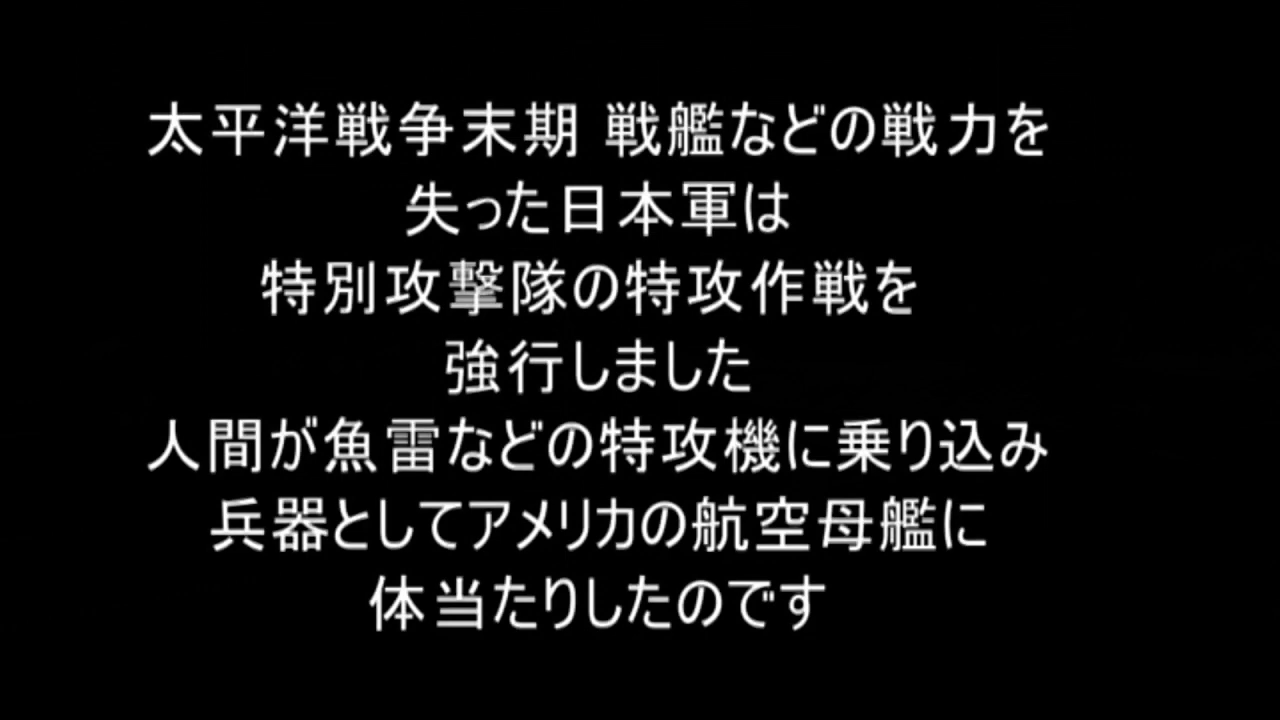 太平洋戦争末期 戦艦などの戦力を
失った日本軍は
特別攻撃隊の特攻作戦を
強行しました
人間が魚雷などの特攻機に乗り込み
兵器としてアメリカの航空母艦に
体当たりしたのです